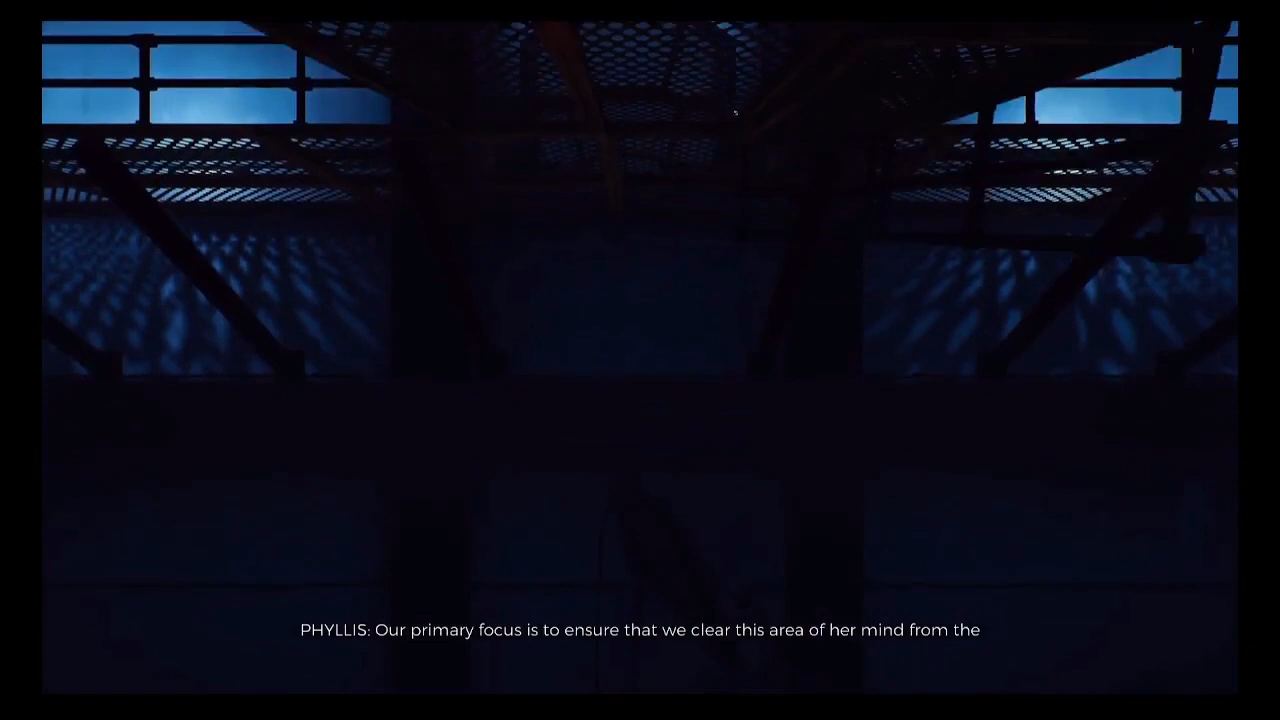 PHYLLIS: Our primary focus is to ensure that we clear this area of her mind from the